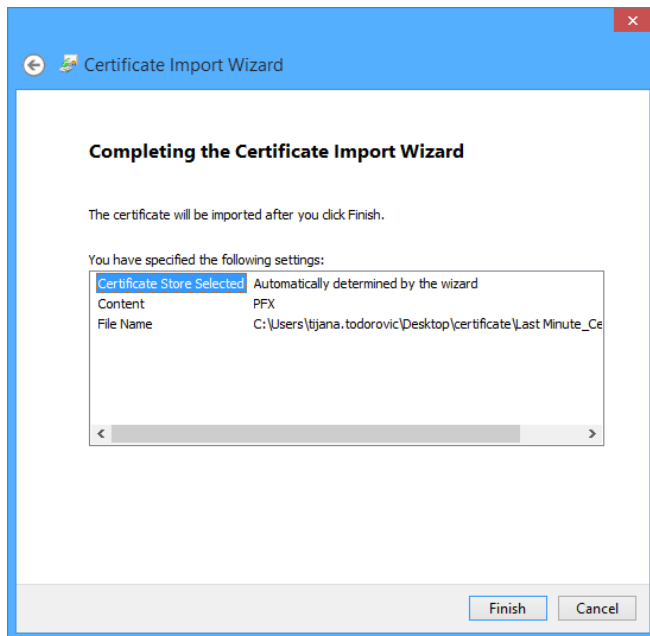 Certificate Import Wizard
Completing the Certificate Import Wizard
The certificate will be imported after you click Finish.
You have specified the following settings:
Certificate Store Selected Automatically determined by the wizard
Content PFX
File Name C:\Users\tijana.todorovic\Desktop\certificate\Last Minute_Ce
Finish Cancel